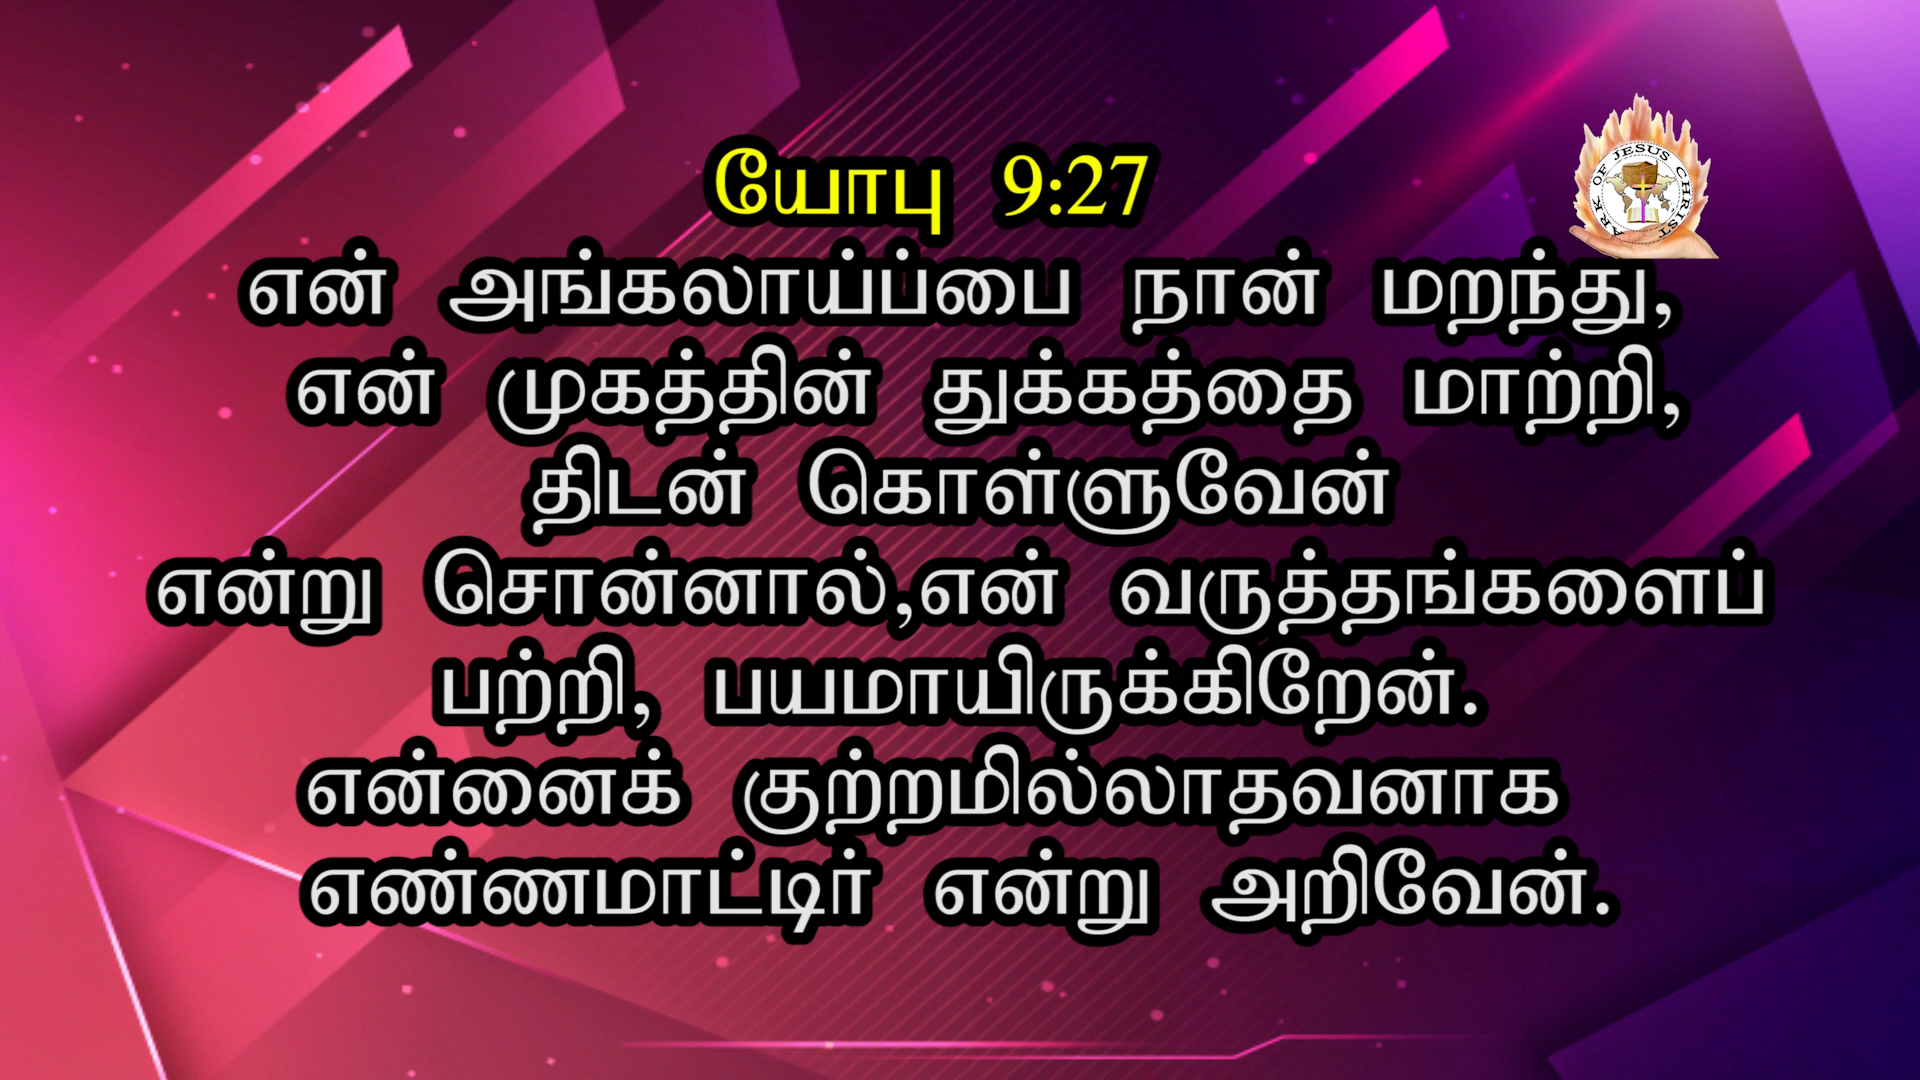 ARK OF JESUS CHRIST
யோபு 9:27
என் அங்கலாய்ப்பை நான் மறந்து,
என் முகத்தின் துக்கத்தை மாற்றி,
திடன் கொள்ளுவேன்
என்று சொன்னால்,என் வருத்தங்களைப்
பற்றி, பயமாயிருக்கிறேன்.
என்னைக் குற்றமில்லாதவனாக
எண்ணமாட்டிர் என்று அறிவேன்.